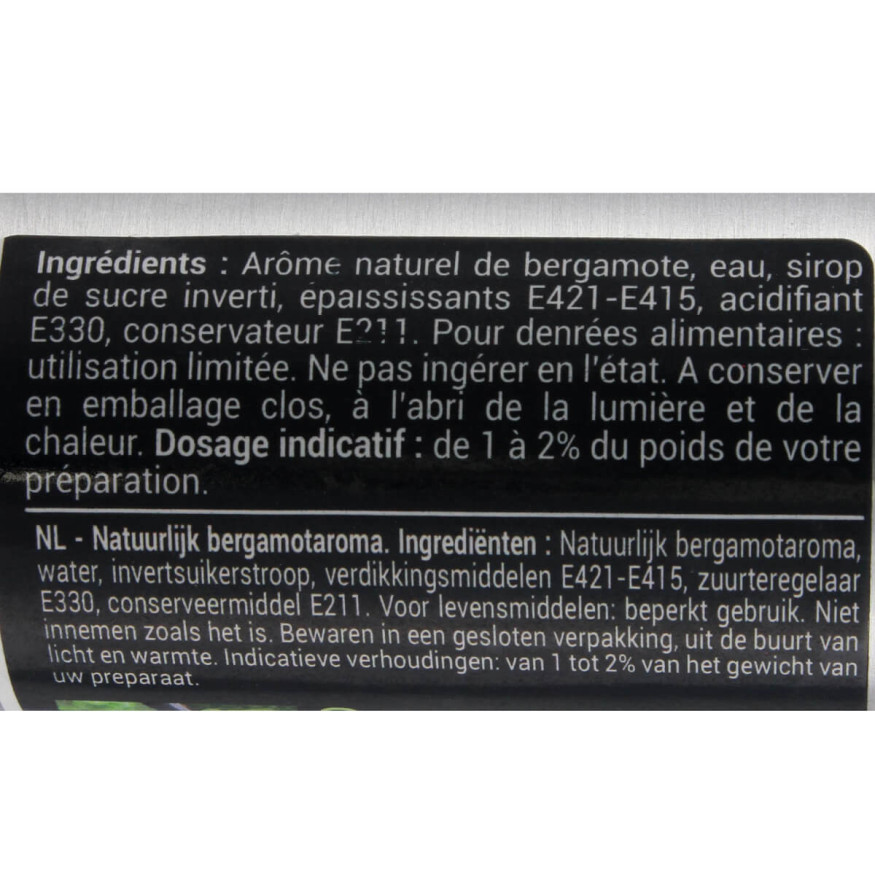 Ingrédients : Arôme naturel de bergamote, eau, sirop
de sucre inverti, épaississants E421-E415, acidifiant
E330, conservateur E211. Pour denrées alimentaires :
utilisation limitée. Ne pas ingérer en l'état. A conserver
en emballage clos, à l'abri de la lumière et de la
chaleur. Dosage indicatif : de 1 à 2% du poids de votre
préparation.
NL - Natuurlijk bergamotaroma. Ingrediënten : Natuurlijk bergamotaroma,
water, invertsuikerstroop, verdikkingsmiddelen E421-E415, zuurteregelaar
E330, conserveermiddel E211. Voor levensmiddelen: beperkt gebruik. Niet
innemen zoals het is. Bewaren in een gesloten verpakking, uit de buurt van
licht en warmte. Indicatieve verhoudingen: van 1 tot 2% van het gewicht van
uw preparaat.